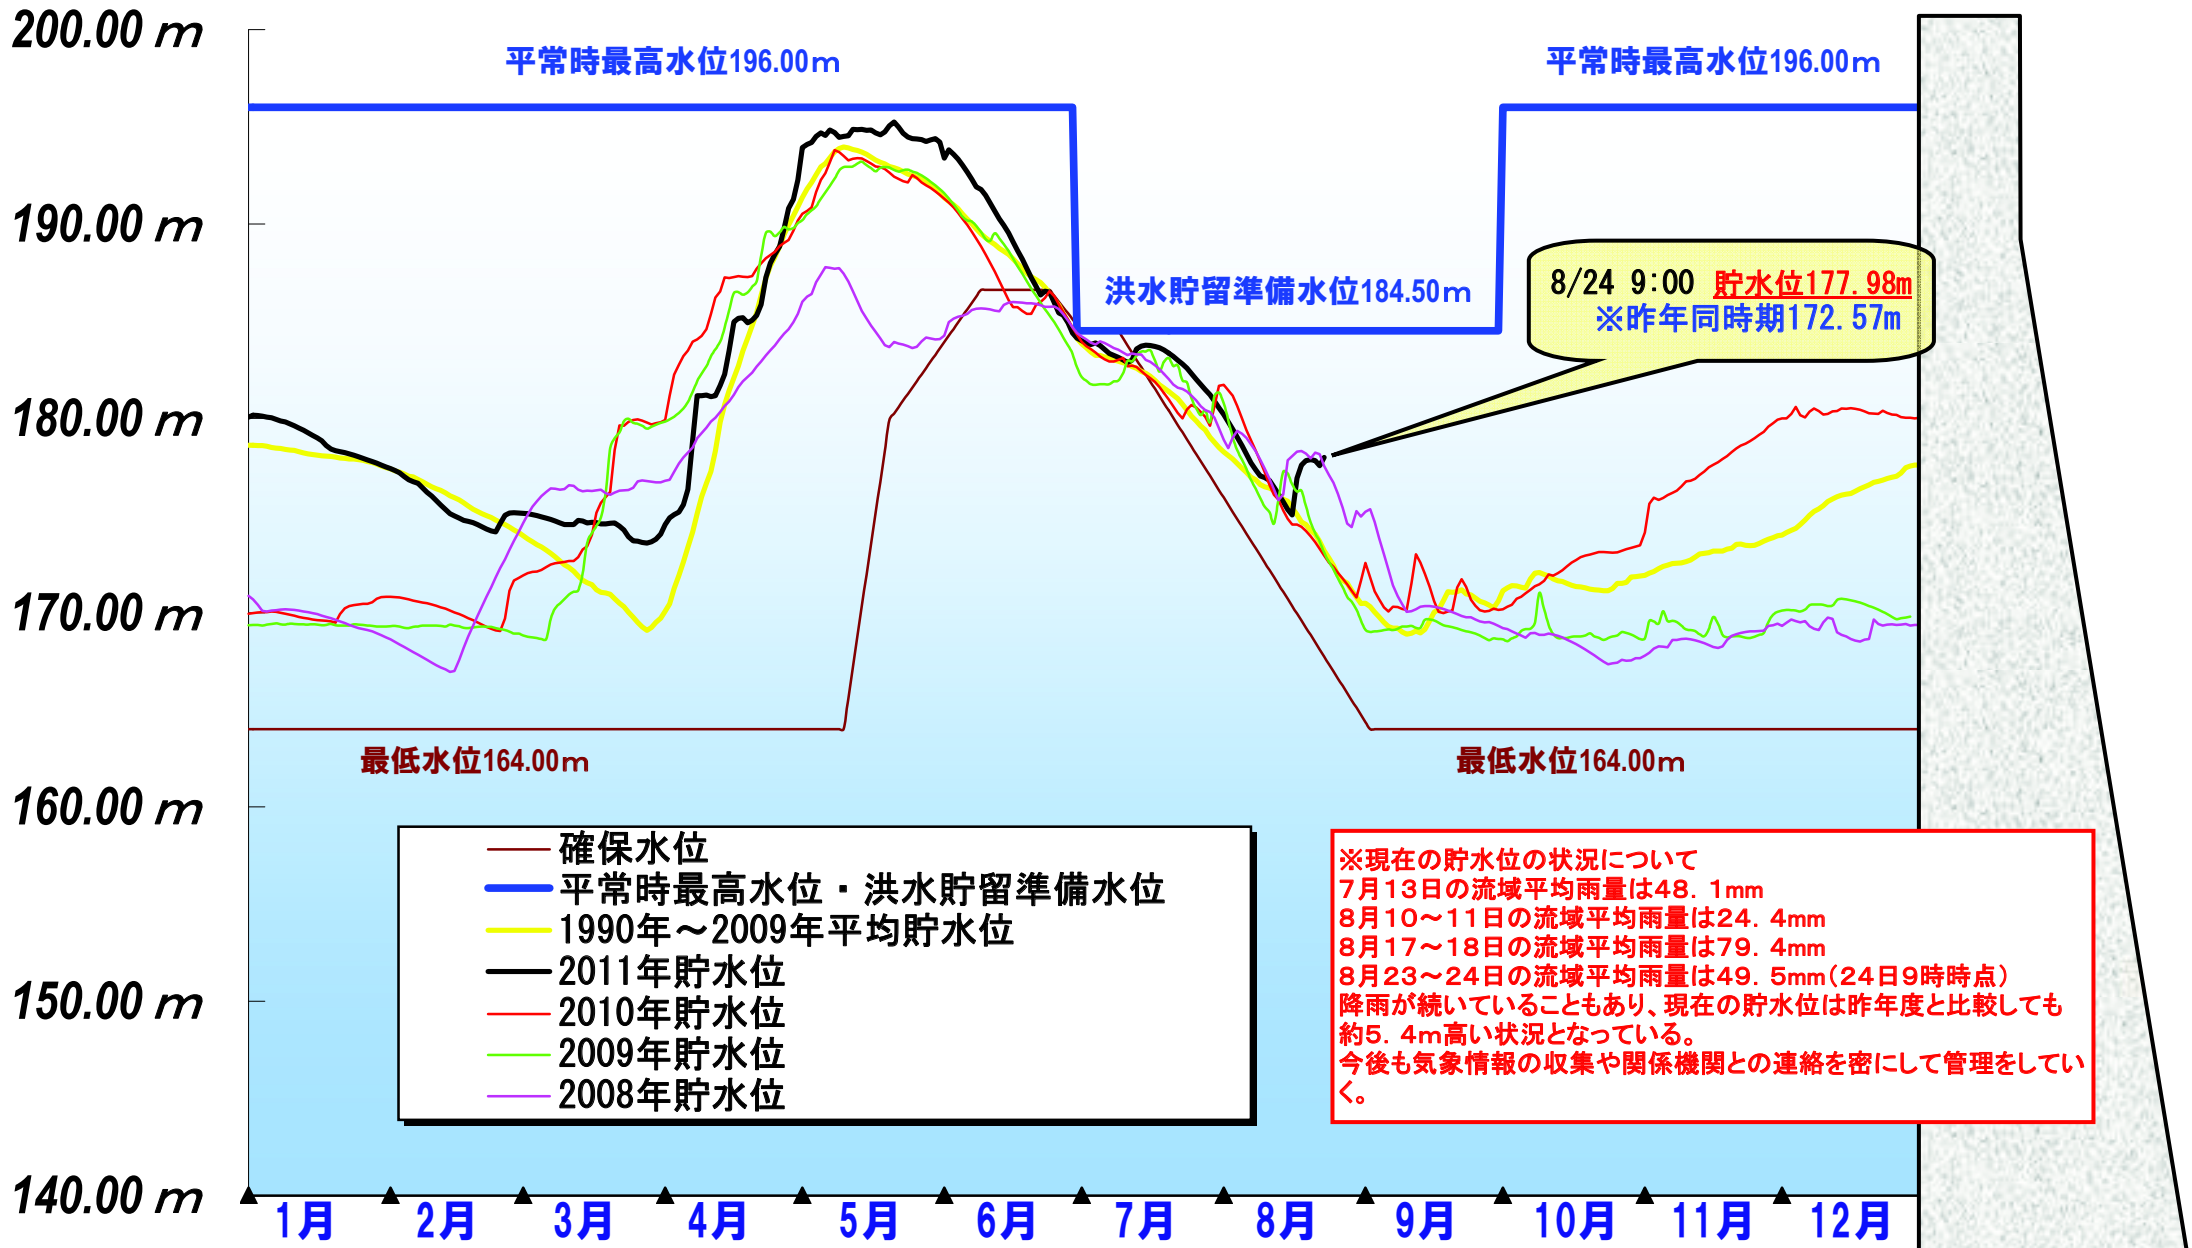 200.00 m
平常時最高水位196.00m
平常時最高水位196.00m
190.00 m
洪水貯留準備水位184.50m
8/24 9:00 貯水位177.98m
※昨年同時期172.57m
180.00 m
170.00 m
最低水位164.00m
最低水位164.00m
160.00 m
確保水位
平常時最高水位・洪水貯留準備水位
1990年～2009年平均貯水位
2011年貯水位
2010年貯水位
2009年貯水位
2008年貯水位
※現在の貯水位の状況について
7月13日の流域平均雨量は48．1mm
8月10～11日の流域平均雨量は24．4mm
8月17～18日の流域平均雨量は79．4mm
8月23～24日の流域平均雨量は49．5mm（24日9時時点）
降雨が続いていることもあり、現在の貯水位は昨年度と比較しても
約5．4m高い状況となっている。
今後も気象情報の収集や関係機関との連絡を密にして管理をしてい
く。
150.00 m
140.00 m
1月 2月 3月 4月 5月 6月 7月 8月 9月 10月 11月 12月